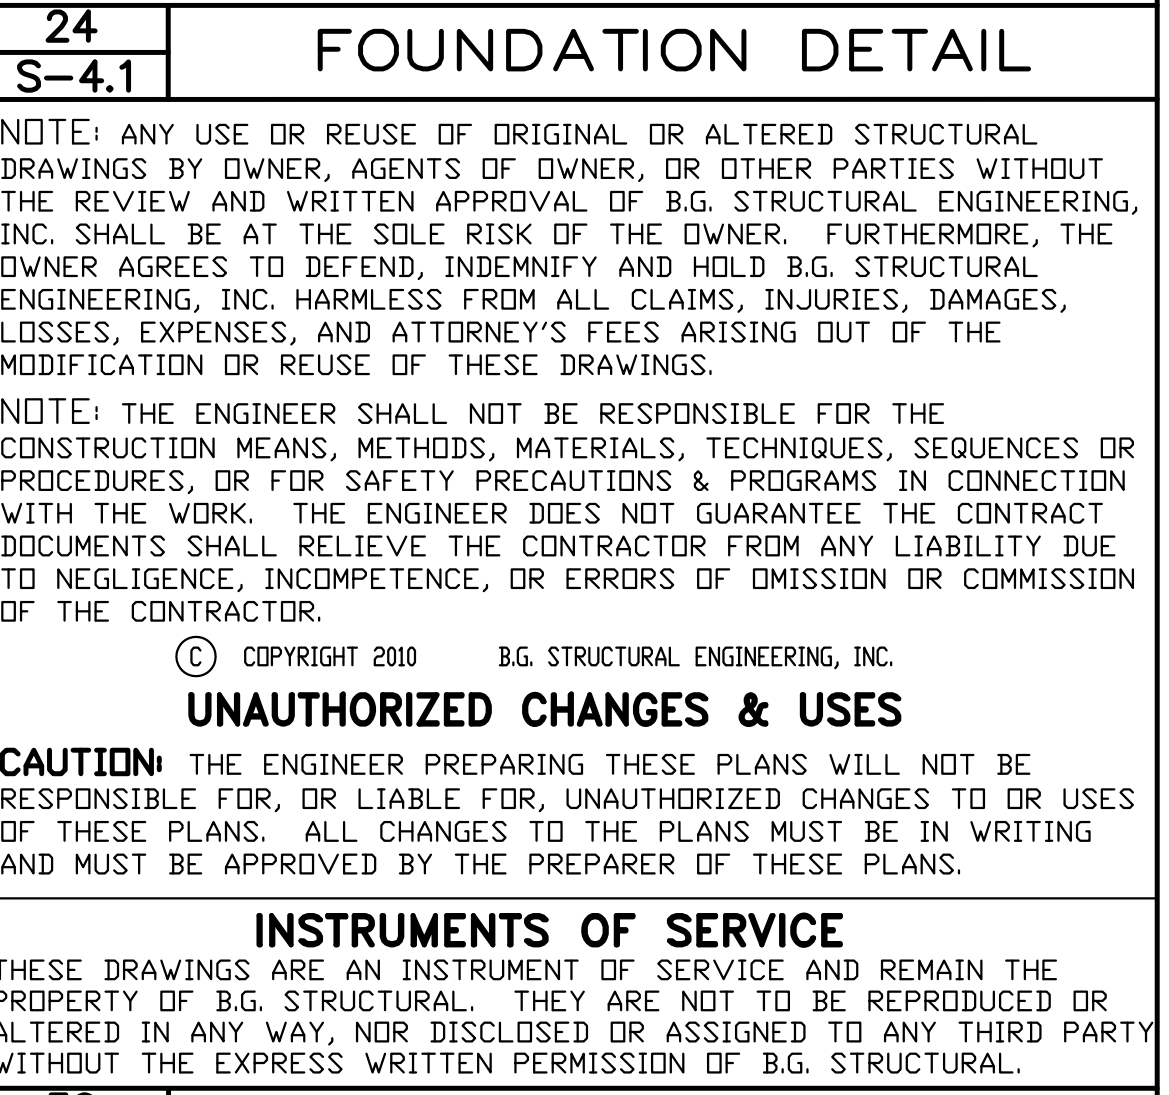 24
S-4.1
FOUNDATION DETAIL
NOTE: ANY USE OR REUSE OF ORIGINAL OR ALTERED STRUCTURAL
DRAWINGS BY OWNER, AGENTS OF OWNER, OR OTHER PARTIES WITHOUT
THE REVIEW AND WRITTEN APPROVAL OF B.G. STRUCTURAL ENGINEERING,
INC. SHALL BE AT THE SOLE RISK OF THE OWNER. FURTHERMORE, THE
OWNER AGREES TO DEFEND, INDEMNIFY AND HOLD B.G. STRUCTURAL
ENGINEERING, INC. HARMLESS FROM ALL CLAIMS, INJURIES, DAMAGES,
LOSSES, EXPENSES, AND ATTORNEY'S FEES ARISING OUT OF THE
MODIFICATION OR REUSE OF THESE DRAWINGS.
NOTE: THE ENGINEER SHALL NOT BE RESPONSIBLE FOR THE
CONSTRUCTION MEANS, METHODS, MATERIALS, TECHNIQUES, SEQUENCES OR
PROCEDURES, OR FOR SAFETY PRECAUTIONS & PROGRAMS IN CONNECTION
WITH THE WORK. THE ENGINEER DOES NOT GUARANTEE THE CONTRACT
DOCUMENTS SHALL RELIEVE THE CONTRACTOR FROM ANY LIABILITY DUE
TO NEGLIGENCE, INCOMPETENCE, OR ERRORS OF OMISSION OR COMMISSION
OF THE CONTRACTOR.
© COPYRIGHT 2010 B.G. STRUCTURAL ENGINEERING, INC.
UNAUTHORIZED CHANGES & USES
CAUTION: THE ENGINEER PREPARING THESE PLANS WILL NOT BE
RESPONSIBLE FOR, OR LIABLE FOR, UNAUTHORIZED CHANGES TO OR USES
OF THESE PLANS. ALL CHANGES TO THE PLANS MUST BE IN WRITING
AND MUST BE APPROVED BY THE PREPARER OF THESE PLANS.
INSTRUMENTS OF SERVICE
THESE DRAWINGS ARE AN INSTRUMENT OF SERVICE AND REMAIN THE
PROPERTY OF B.G. STRUCTURAL. THEY ARE NOT TO BE REPRODUCED OR
ALTERED IN ANY WAY, NOR DISCLOSED OR ASSIGNED TO ANY THIRD PARTY
WITHOUT THE EXPRESS WRITTEN PERMISSION OF B.G. STRUCTURAL.